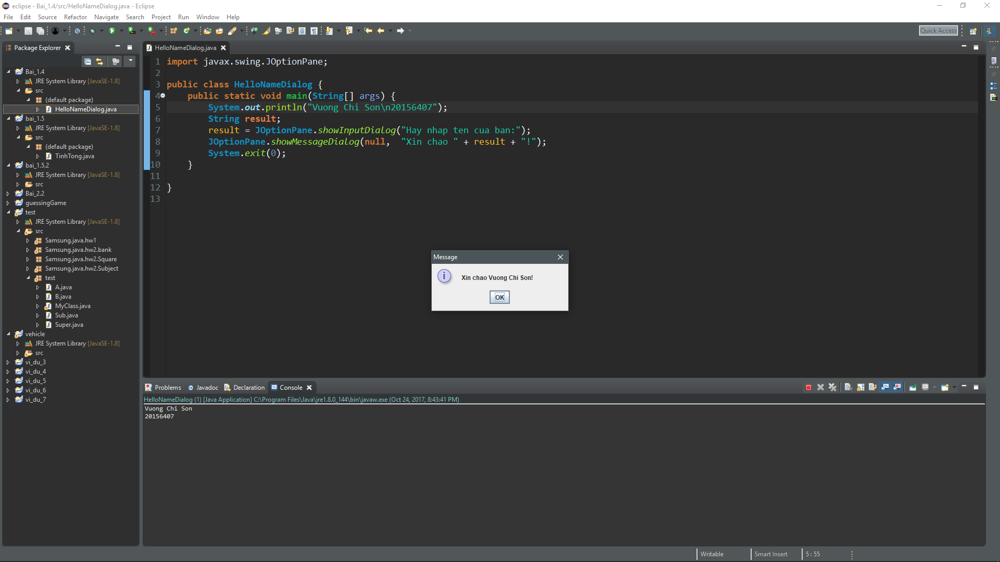 eclipse - Bai_1.4/src/HelloNameDialog.java - Eclipse
File Edit Source Refactor Navigate Search Project Run Window Help
Quick Access
Package Explorer
Bai_1.4
JRE System Library [JavaSE-1.8]
src
(default package)
HelloNameDialog.java
bai_1.5
JRE System Library [JavaSE-1.8]
src
(default package)
TinhTong.java
bai_1.5.2
JRE System Library [JavaSE-1.8]
src
Bai_2.2
guessingGame
test
JRE System Library [JavaSE-1.8]
src
Samsung.java.hw1
Samsung.java.hw2.bank
Samsung.java.hw2.Square
Samsung.java.hw2.Subject
test
A.java
B.java
MyClass.java
Sub.java
Super.java
vehicle
JRE System Library [JavaSE-1.8]
src
vi_du_3
vi_du_4
vi_du_5
vi_du_6
vi_du_7
HelloNameDialog.java
1 import javax.swing.JOptionPane;
2
3 public class HelloNameDialog {
4 public static void main(String[] args) {
5 System.out.println("Vuong Chi Son\n20156407");
6 String result;
7 result = JOptionPane.showInputDialog("Hay nhap ten cua ban:");
8 JOptionPane.showMessageDialog(null, "Xin chao " + result + "!");
9 System.exit(0);
10 }
11
12 }
13
Message
Xin chao Vuong Chi Son!
OK
Problems Javadoc Declaration Console
HelloNameDialog (1) [Java Application] C:\Program Files\Java\jre1.8.0_144\bin\javaw.exe (Oct 24, 2017, 8:43:41 PM)
Vuong Chi Son
20156407
Writable Smart Insert 5 : 55